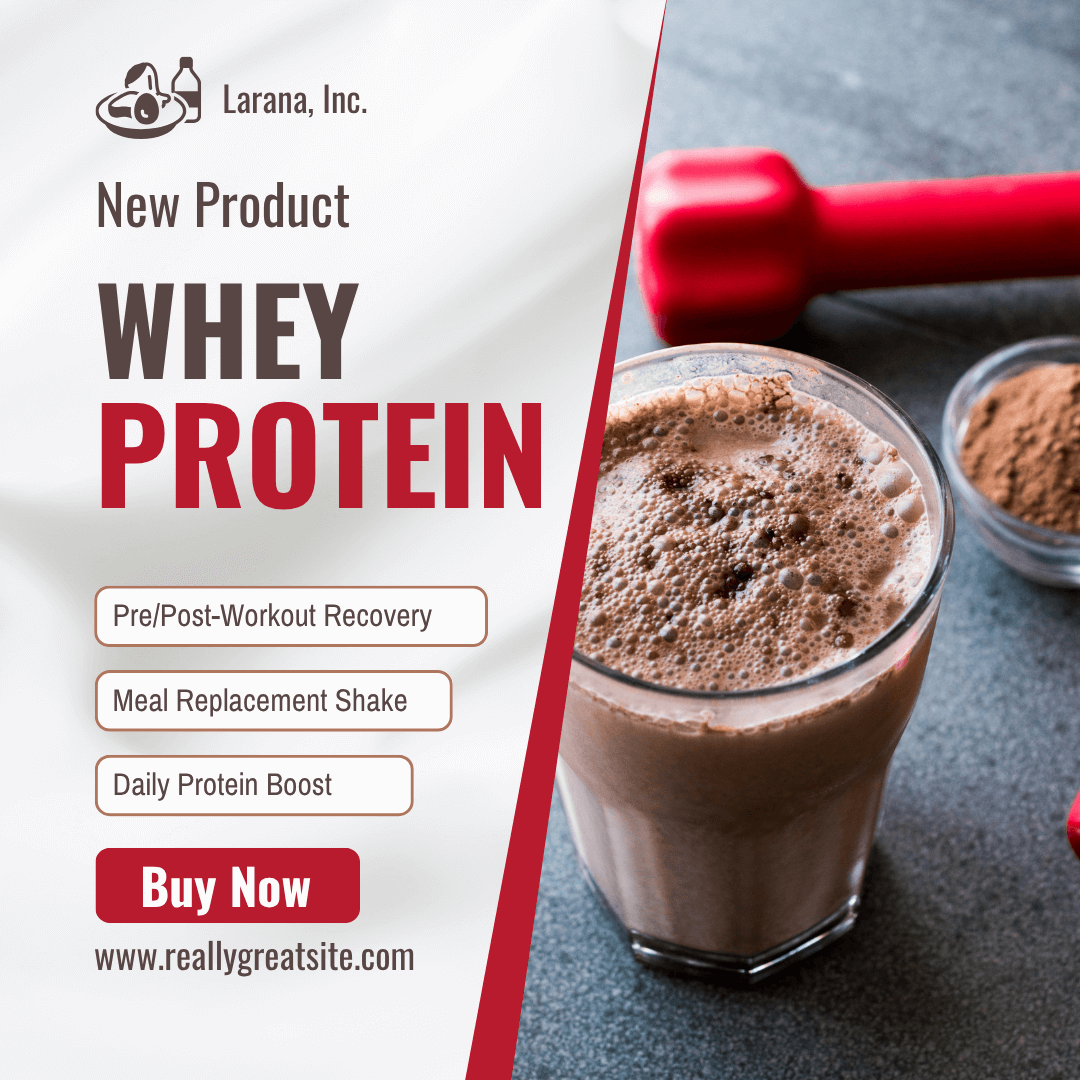 Larana, Inc.
New Product
WHEY
PROTEIN
Pre/Post-Workout Recovery
Meal Replacement Shake
Daily Protein Boost
Buy Now
www.reallygreatsite.com